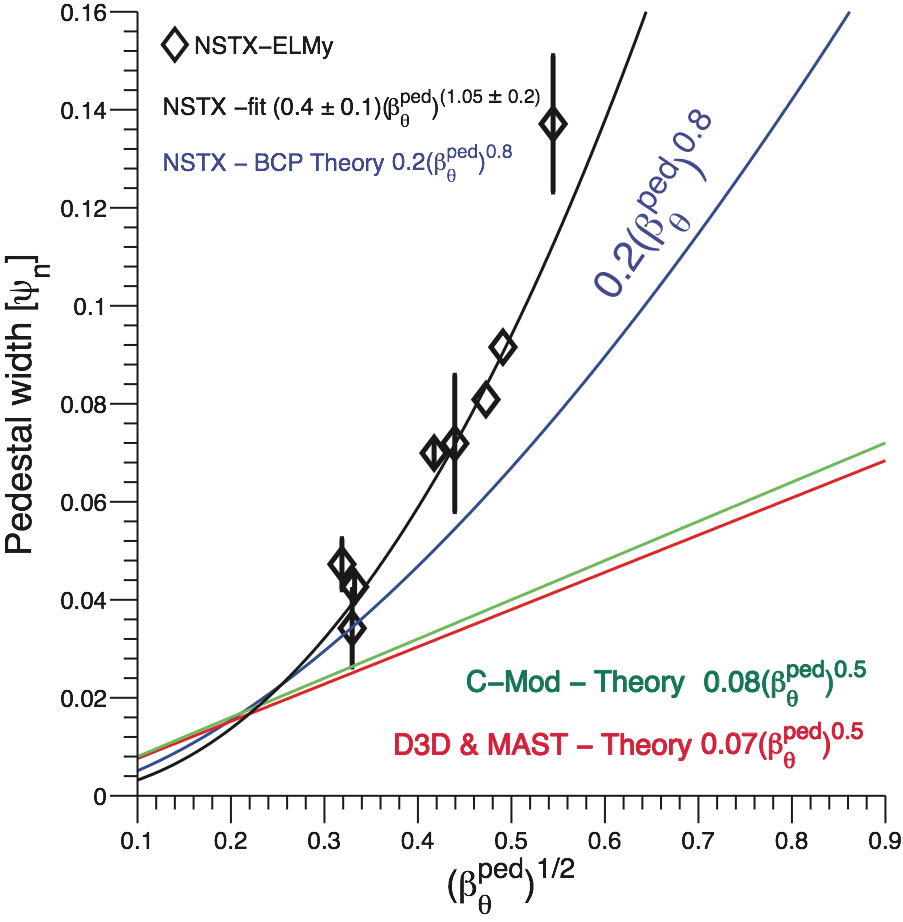 NSTX–ELMy
NSTX –fit (0.4 ± 0.1)(β_θ^ped)^(1.05 ± 0.2)
NSTX – BCP Theory 0.2(β_θ^ped)^0.8
0.2(β_θ^ped)^0.8
C–Mod – Theory 0.08(β_θ^ped)^0.5
D3D & MAST – Theory 0.07(β_θ^ped)^0.5
Pedestal width [ψ_n]
0.16
0.14
0.12
0.1
0.08
0.06
0.04
0.02
0
0.1 0.2 0.3 0.4 0.5 0.6 0.7 0.8 0.9
(β_θ^ped)^1/2